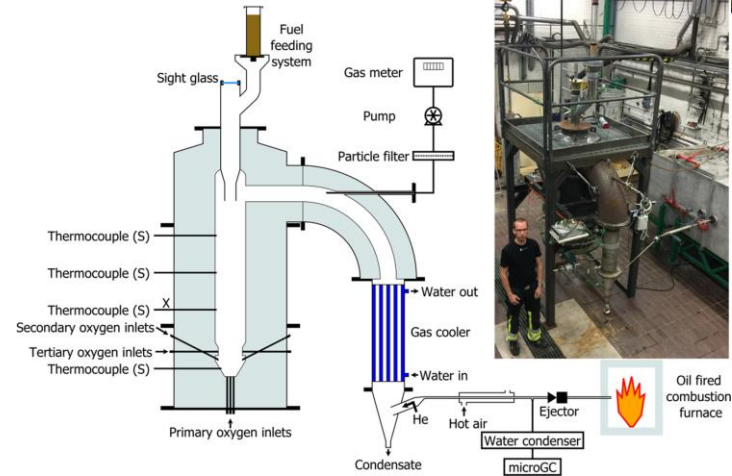 Fuel
feeding
system
Sight glass
Gas meter
Pump
Particle filter
Thermocouple (S)
Thermocouple (S)
X
Thermocouple (S)
Secondary oxygen inlets
Tertiary oxygen inlets
Thermocouple (S)
Primary oxygen inlets
Water out
Gas cooler
Water in
He
Hot air
Ejector
Oil fired
combustion
furnace
Water condenser
microGC
Condensate